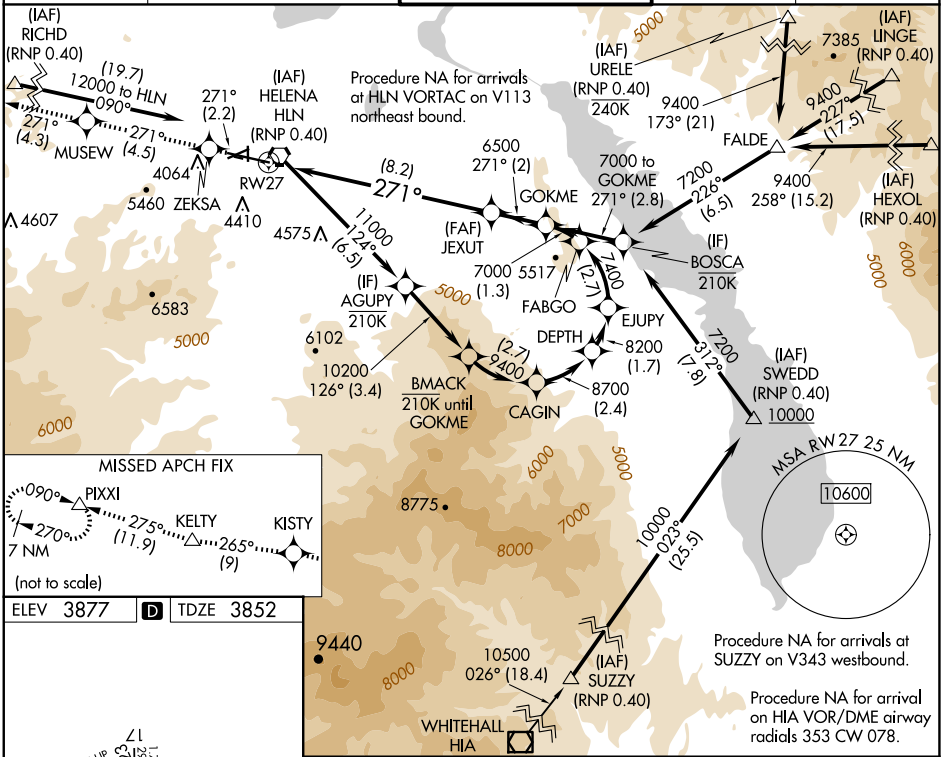 (IAF)
RICHD
(RNP 0.40)
(19.7)
12000 to HLN
090°
271°
(4.3)
MUSEW
271°
(4.5)
271°
(2.2)
(IAF)
HELENA
HLN
(RNP 0.40)
Procedure NA for arrivals
at HLN VORTAC on V113
northeast bound.
5000
(IAF)
URELE
(RNP 0.40)
240K
7385
(IAF)
LINGE
(RNP 0.40)
9400
173° (21)
9400
227°
(17.5)
FALDE
9400
258° (15.2)
(IAF)
HEXOL
(RNP 0.40)
6000
5000
4064
ZEKSA
RW27
5460
4410
4607
4575
(8.2)
271°
6500
271° (2)
GOKME
7000 to
GOKME
271° (2.8)
7200
226°
(6.5)
(FAF)
JEXUT
7000
(1.3)
5517
FABGO
7400
(2.7)
(IF)
BOSCA
210K
11000
124°
(6.5)
(IF)
AGUPY
210K
5000
EJUPY
DEPTH
8200
(1.7)
7200
312°
(7.8)
(IAF)
SWEDD
(RNP 0.40)
10000
6583
5000
6102
10200
126° (3.4)
(2.7)
9400
BMACK
210K until
GOKME
CAGIN
8700
(2.4)
6000
6000
5000
7000
8000
8775
MSA RW27 25 NM
10600
MISSED APCH FIX
090°
PIXXI
270°
7 NM
275°
(11.9)
KELTY
265°
(9)
KISTY
(not to scale)
ELEV 3877
D
TDZE 3852
10000
023°
(25.5)
9440
8000
10500
026° (18.4)
(IAF)
SUZZY
(RNP 0.40)
WHITEHALL
HIA
Procedure NA for arrivals at
SUZZY on V343 westbound.
Procedure NA for arrival
on HIA VOR/DME airway
radials 353 CW 078.
17